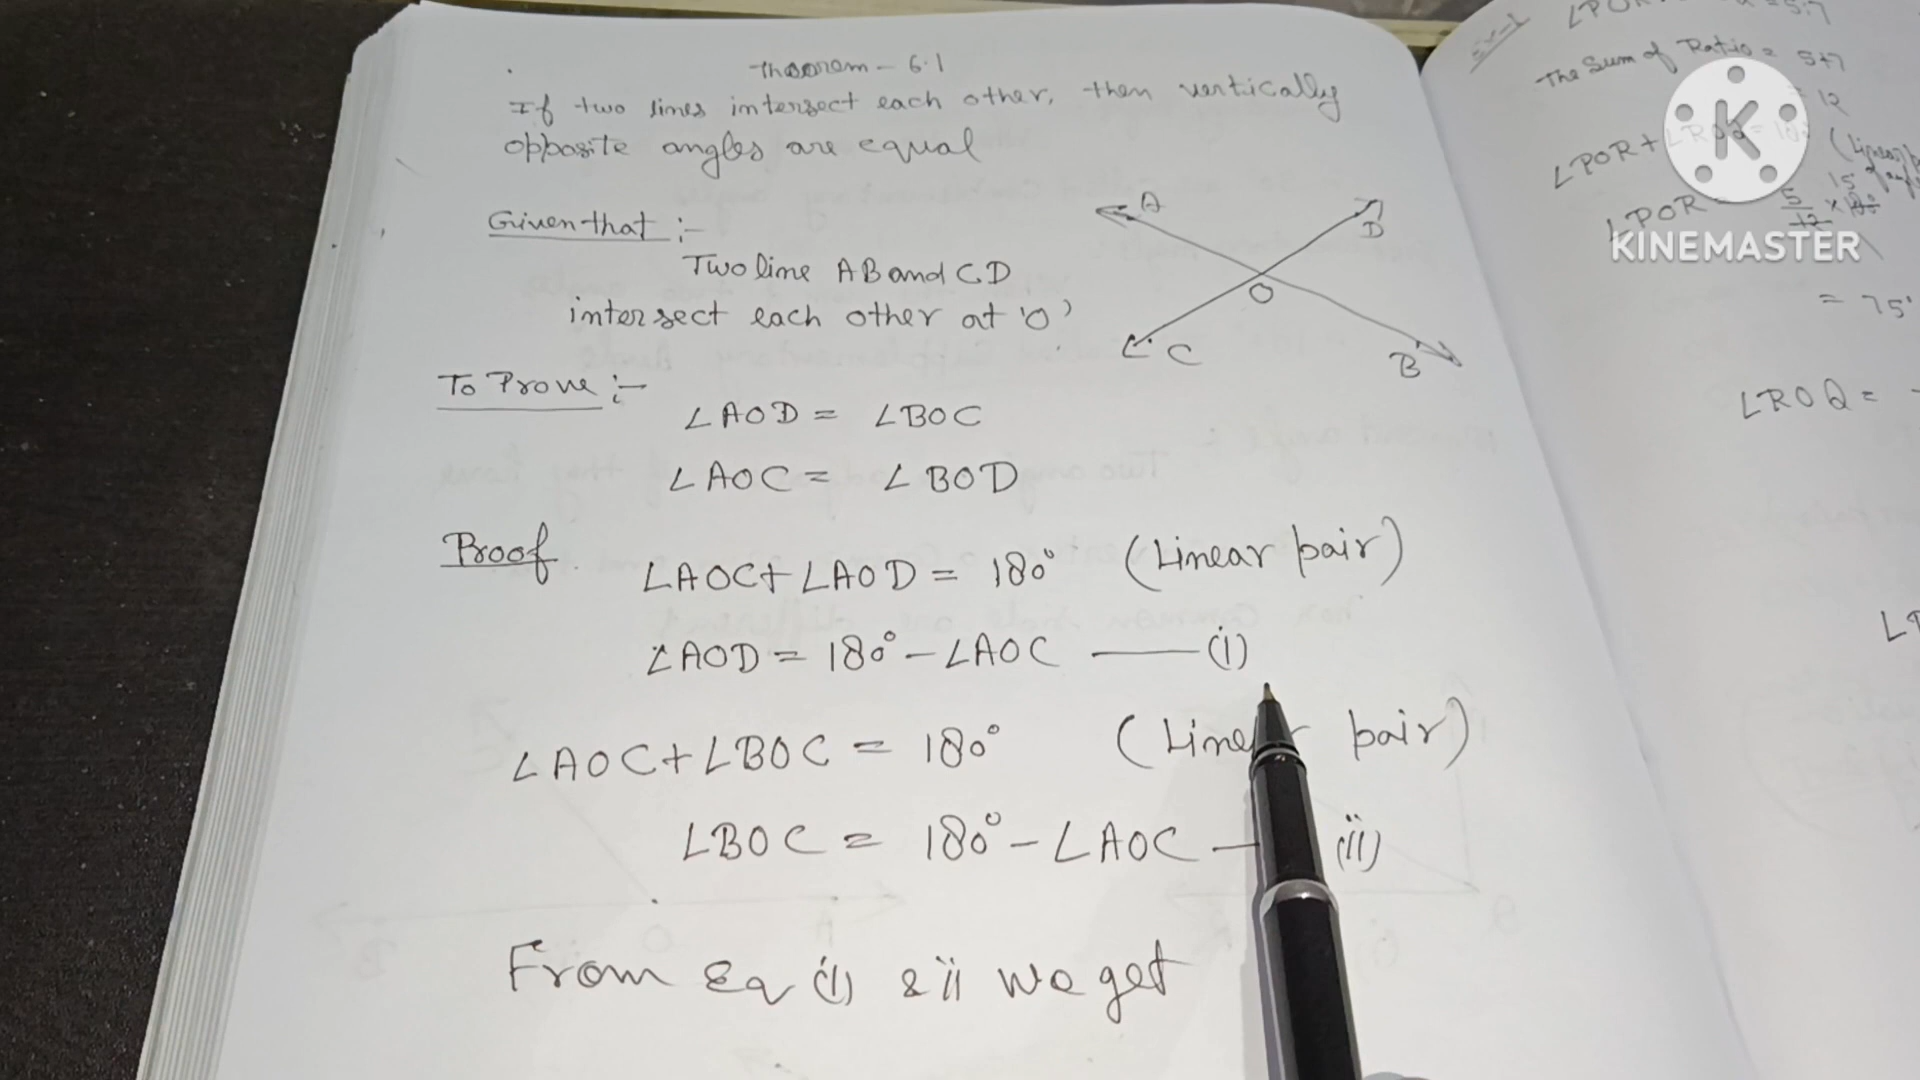 Theorem - 6.1
If two lines intersect each other, then vertically
opposite angles are equal
Given that :-
Two line AB and CD
intersect each other at 'O'
A
D
O
C
B
To Prove :-
∠AOD = ∠BOC
∠AOC = ∠BOD
Proof.
∠AOC + ∠AOD = 180° (Linear pair)
∠AOD = 180° - ∠AOC — (i)
∠AOC + ∠BOC = 180° (Linear pair)
∠BOC = 180° - ∠AOC — (ii)
From Eq (i) & ii we get
The Sum of Ratio = 5+7
= 12
∠POR +
∠POR
5/12 ×
= 75°
∠ROQ =
K
KINEMASTER